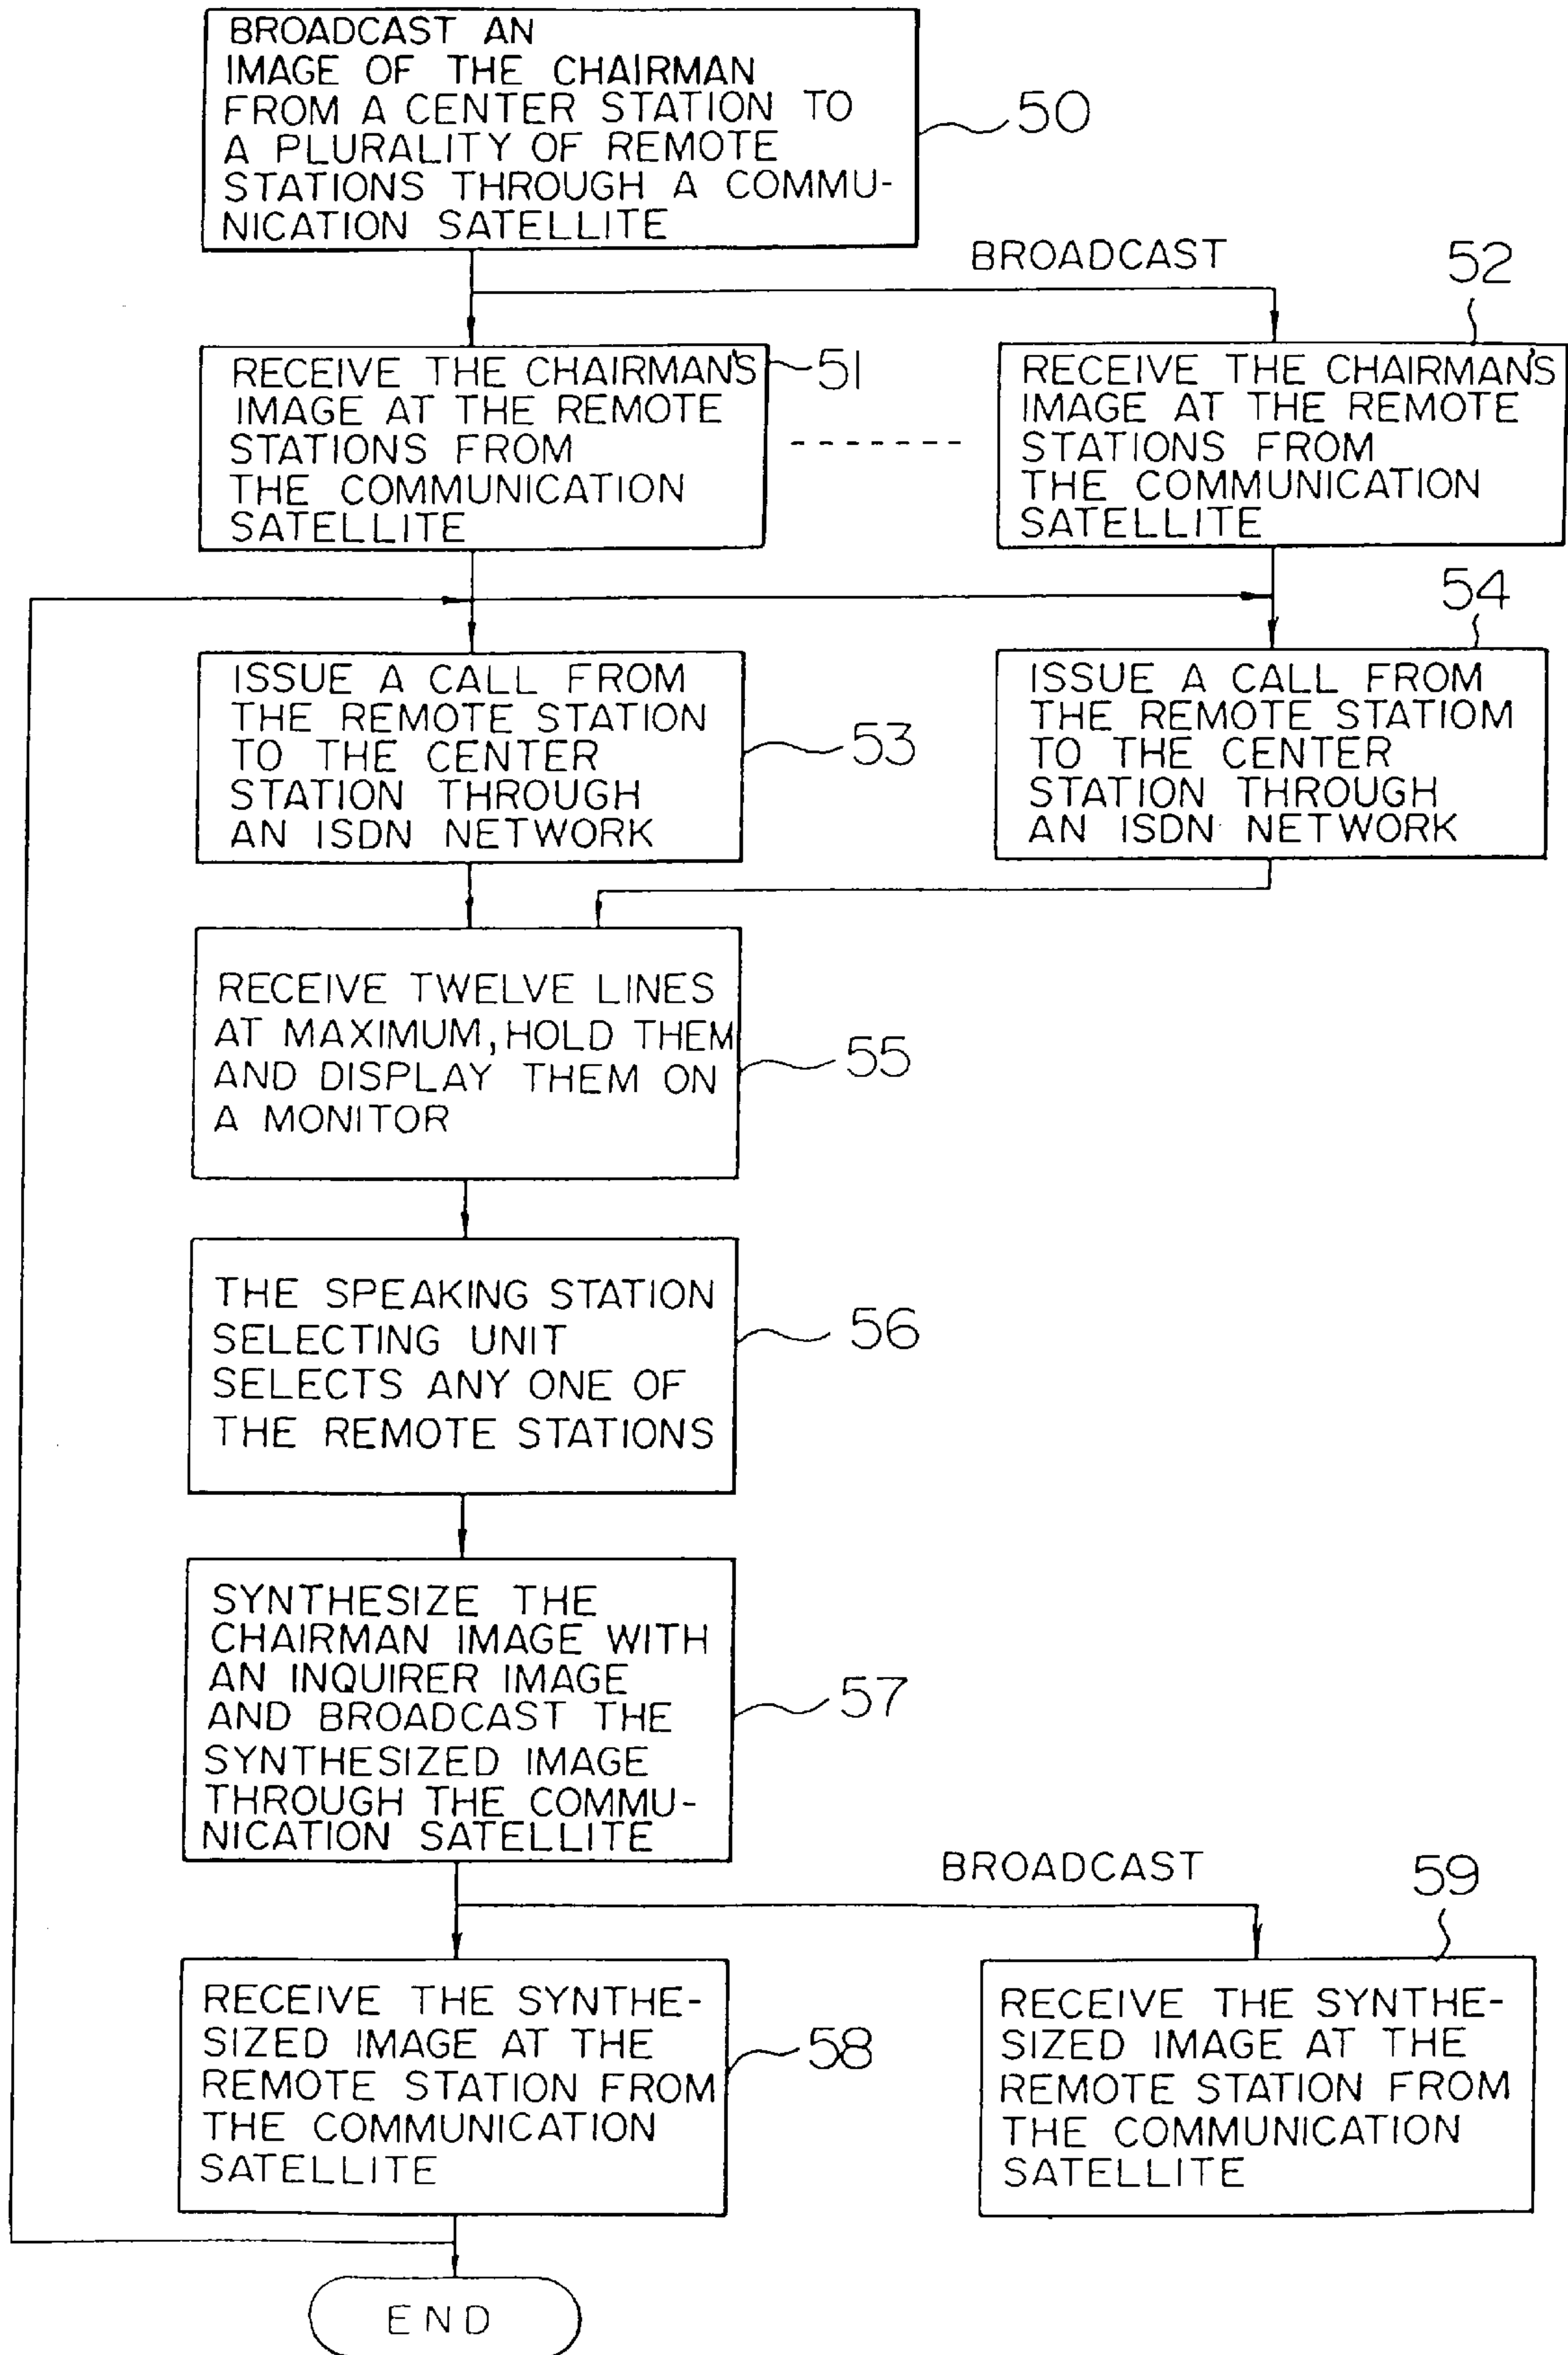 BROADCAST AN
IMAGE OF THE CHAIRMAN
FROM A CENTER STATION TO
A PLURALITY OF REMOTE
STATIONS THROUGH A COMMU-
NICATION SATELLITE
50
BROADCAST
52
RECEIVE THE CHAIRMAN'S
IMAGE AT THE REMOTE
STATIONS FROM
THE COMMUNICATION
SATELLITE
51
RECEIVE THE CHAIRMAN'S
IMAGE AT THE REMOTE
STATIONS FROM
THE COMMUNICATION
SATELLITE
54
ISSUE A CALL FROM
THE REMOTE STATION
TO THE CENTER
STATION THROUGH
AN ISDN NETWORK
53
ISSUE A CALL FROM
THE REMOTE STATIOM
TO THE CENTER
STATION THROUGH
AN ISDN NETWORK
RECEIVE TWELVE LINES
AT MAXIMUM, HOLD THEM
AND DISPLAY THEM ON
A MONITOR
55
THE SPEAKING STATION
SELECTING UNIT
SELECTS ANY ONE OF
THE REMOTE STATIONS
56
SYNTHESIZE THE
CHAIRMAN IMAGE WITH
AN INQUIRER IMAGE
AND BROADCAST THE
SYNTHESIZED IMAGE
THROUGH THE COMMU-
NICATION SATELLITE
57
BROADCAST
59
RECEIVE THE SYNTHE-
SIZED IMAGE AT THE
REMOTE STATION FROM
THE COMMUNICATION
SATELLITE
58
RECEIVE THE SYNTHE-
SIZED IMAGE AT THE
REMOTE STATION FROM
THE COMMUNICATION
SATELLITE
END